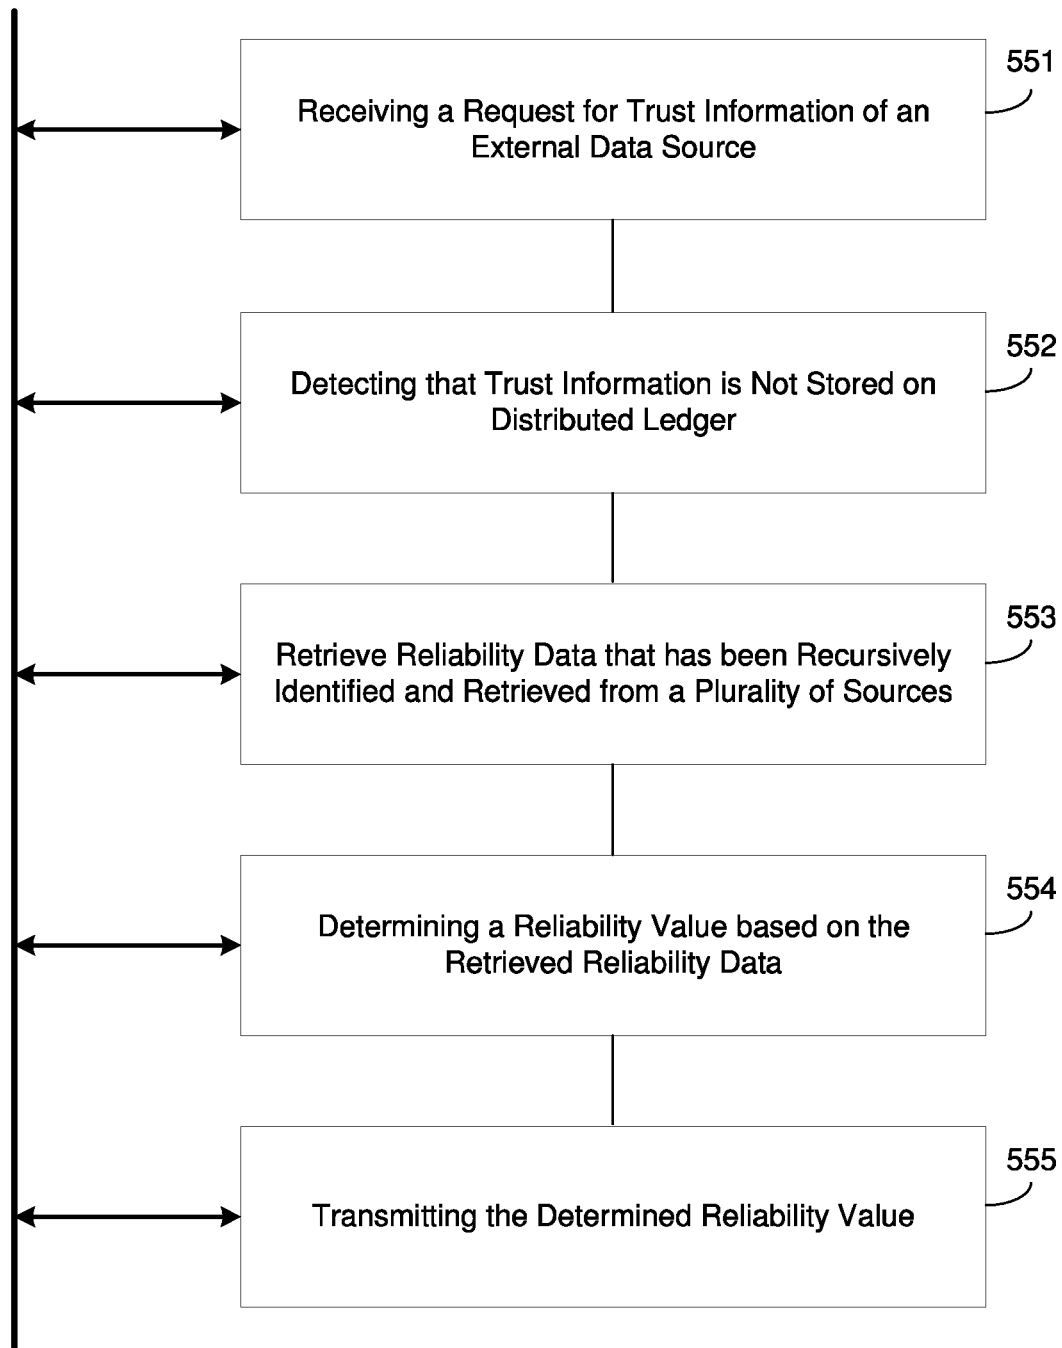 551
Receiving a Request for Trust Information of an
External Data Source
552
Detecting that Trust Information is Not Stored on
Distributed Ledger
553
Retrieve Reliability Data that has been Recursively
Identified and Retrieved from a Plurality of Sources
554
Determining a Reliability Value based on the
Retrieved Reliability Data
555
Transmitting the Determined Reliability Value